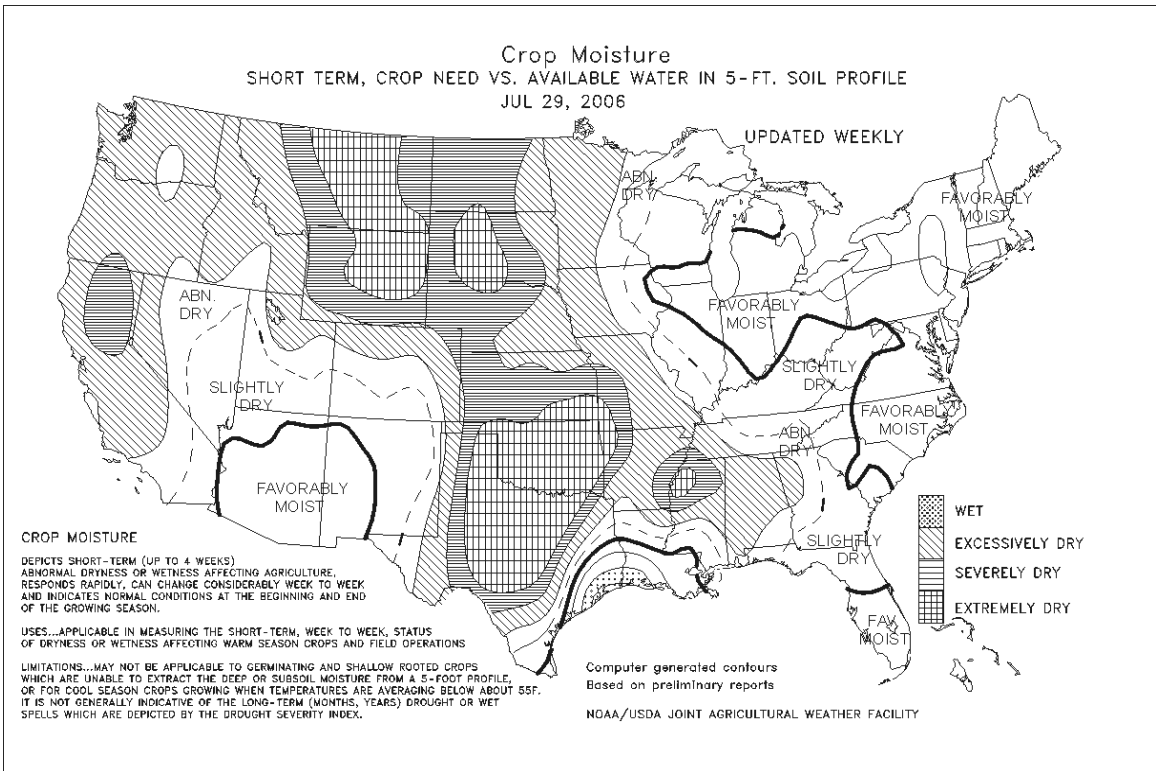 Crop Moisture
SHORT TERM, CROP NEED VS. AVAILABLE WATER IN 5-FT. SOIL PROFILE
JUL 29, 2006
UPDATED WEEKLY
ABN.
DRY
FAVORABLY
MOIST
ABN.
DRY
FAVORABLY
MOIST
SLIGHTLY
DRY
SLIGHTLY
DRY
FAVORABLY
MOIST
ABN.
DRY
FAVORABLY
MOIST
SLIGHTLY
DRY
FAV.
MOIST
WET
EXCESSIVELY DRY
SEVERELY DRY
EXTREMELY DRY
CROP MOISTURE
DEPICTS SHORT-TERM (UP TO 4 WEEKS)
ABNORMAL DRYNESS OR WETNESS AFFECTING AGRICULTURE,
RESPONDS RAPIDLY, CAN CHANGE CONSIDERABLY WEEK TO WEEK
AND INDICATES NORMAL CONDITIONS AT THE BEGINNING AND END
OF THE GROWING SEASON.
USES...APPLICABLE IN MEASURING THE SHORT-TERM, WEEK TO WEEK, STATUS
OF DRYNESS OR WETNESS AFFECTING WARM SEASON CROPS AND FIELD OPERATIONS
LIMITATIONS...MAY NOT BE APPLICABLE TO GERMINATING AND SHALLOW ROOTED CROPS
WHICH ARE UNABLE TO EXTRACT THE DEEP OR SUBSOIL MOISTURE FROM A 5-FOOT PROFILE,
OR FOR COOL SEASON CROPS GROWING WHEN TEMPERATURES ARE AVERAGING BELOW ABOUT 55F.
IT IS NOT GENERALLY INDICATIVE OF THE LONG-TERM (MONTHS, YEARS) DROUGHT OR WET
SPELLS WHICH ARE DEPICTED BY THE DROUGHT SEVERITY INDEX.
Computer generated contours
Based on preliminary reports
NOAA/USDA JOINT AGRICULTURAL WEATHER FACILITY